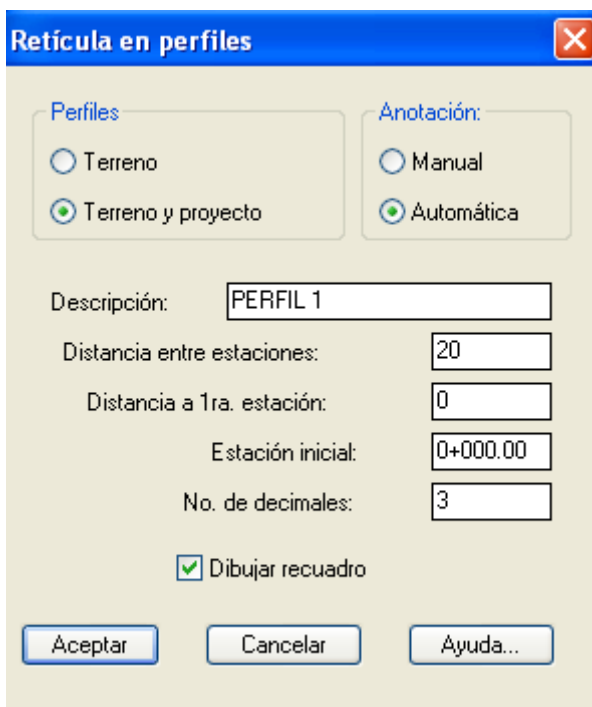 Retícula en perfiles
Perfiles
Terreno
Terreno y proyecto
Anotación:
Manual
Automática
Descripción: PERFIL 1
Distancia entre estaciones: 20
Distancia a 1ra. estación: 0
Estación inicial: 0+000.00
No. de decimales: 3
Dibujar recuadro
Aceptar Cancelar Ayuda...